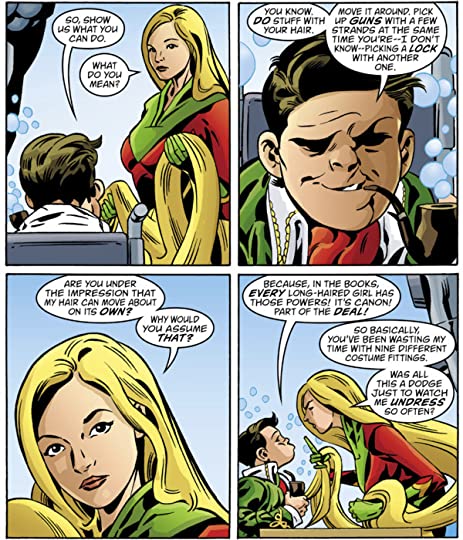 SO, SHOW
US WHAT YOU
CAN DO.
WHAT
DO YOU
MEAN?
YOU KNOW,
DO STUFF WITH
YOUR HAIR.
MOVE IT AROUND, PICK
UP GUNS WITH A FEW
STRANDS AT THE SAME
TIME YOU'RE--I DON'T
KNOW--PICKING A LOCK
WITH ANOTHER
ONE.
ARE YOU UNDER
THE IMPRESSION THAT
MY HAIR CAN MOVE ABOUT
ON ITS OWN?
WHY WOULD
YOU ASSUME
THAT?
BECAUSE, IN THE BOOKS,
EVERY LONG-HAIRED GIRL HAS
THOSE POWERS! IT'S CANON!
PART OF THE DEAL!
SO BASICALLY,
YOU'VE BEEN WASTING MY
TIME WITH NINE DIFFERENT
COSTUME FITTINGS.
WAS ALL
THIS A DODGE
JUST TO WATCH
ME UNDRESS
SO OFTEN?